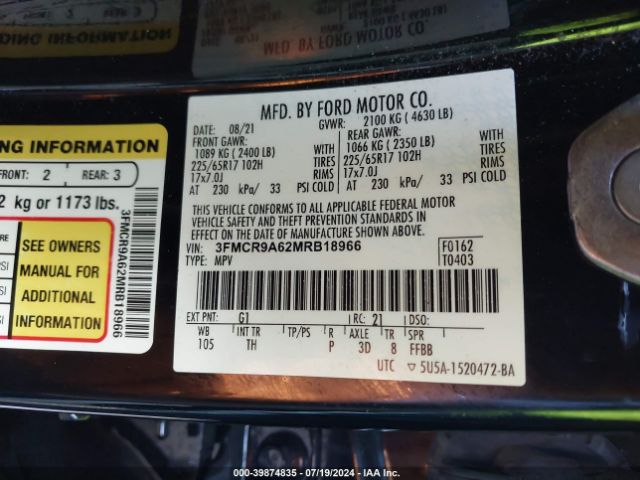 DING INFORMATION
MFD. BY FORD MOTOR CO.
MFD. BY FORD MOTOR CO.
DATE 08/21 GVWR: 2100 KG ( 4630 LB)
FRONT GAWR: REAR GAWR:
1089 KG ( 2400 LB) WITH 1066 KG ( 2350 LB) WITH
225/65R17 102H TIRES 225/65R17 102H TIRES
17x7.0J RIMS 17x7.0J RIMS
AT 230 kPa/ 33 PSI COLD AT 230 kPa/ 33 PSI COLD
THIS VEHICLE CONFORMS TO ALL APPLICABLE FEDERAL MOTOR
VEHICLE SAFETY AND THEFT PREVENTION STANDARDS IN
EFFECT ON THE DATE OF MANUFACTURE SHOWN ABOVE.
VIN: 3FMCR9A62MRB18966 F0162
TYPE: MPV T0403
EXT PNT: G1 RC: 21 DSO:
WB INT TR TP/PS R AXLE TR SPR
105 TH P 3D 8 FFBB
UTC ▽ 5U5A-1520472-BA
NG INFORMATION
FRONT: 2 REAR: 3
2 kg or 1173 lbs.
SEE OWNERS
MANUAL FOR
ADDITIONAL
INFORMATION
3FMCR9A62MRB18966
000-39874835 - 07/19/2024 - IAA Inc.